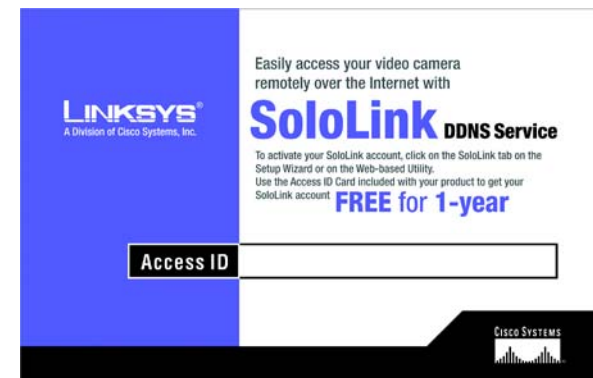 LINKSYS®
A Division of Cisco Systems, Inc.
Easily access your video camera
remotely over the Internet with
SoloLink DDNS Service
To activate your SoloLink account, click on the SoloLink tab on the
Setup Wizard or on the Web-based Utility.
Use the Access ID Card included with your product to get your
SoloLink account FREE for 1-year
Access ID
CISCO SYSTEMS